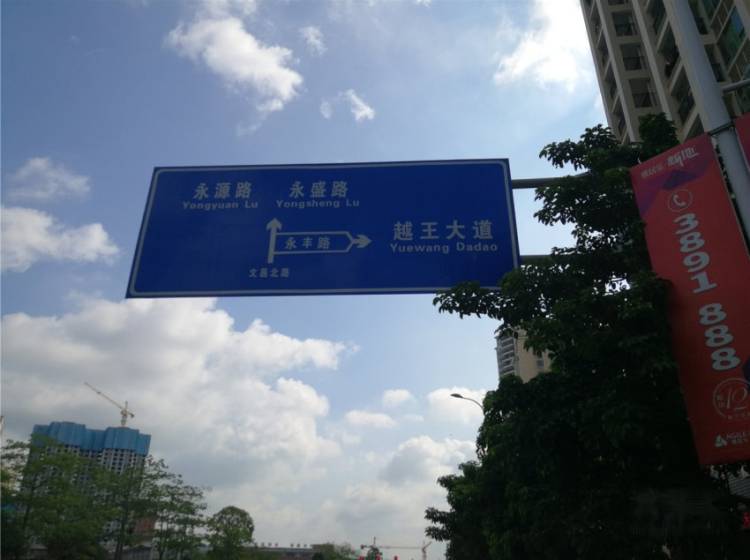 永源路 永盛路
Yongyuan Lu Yongsheng Lu
永丰路
越王大道
Yuewang Dadao
文昌北路
3891 888
12